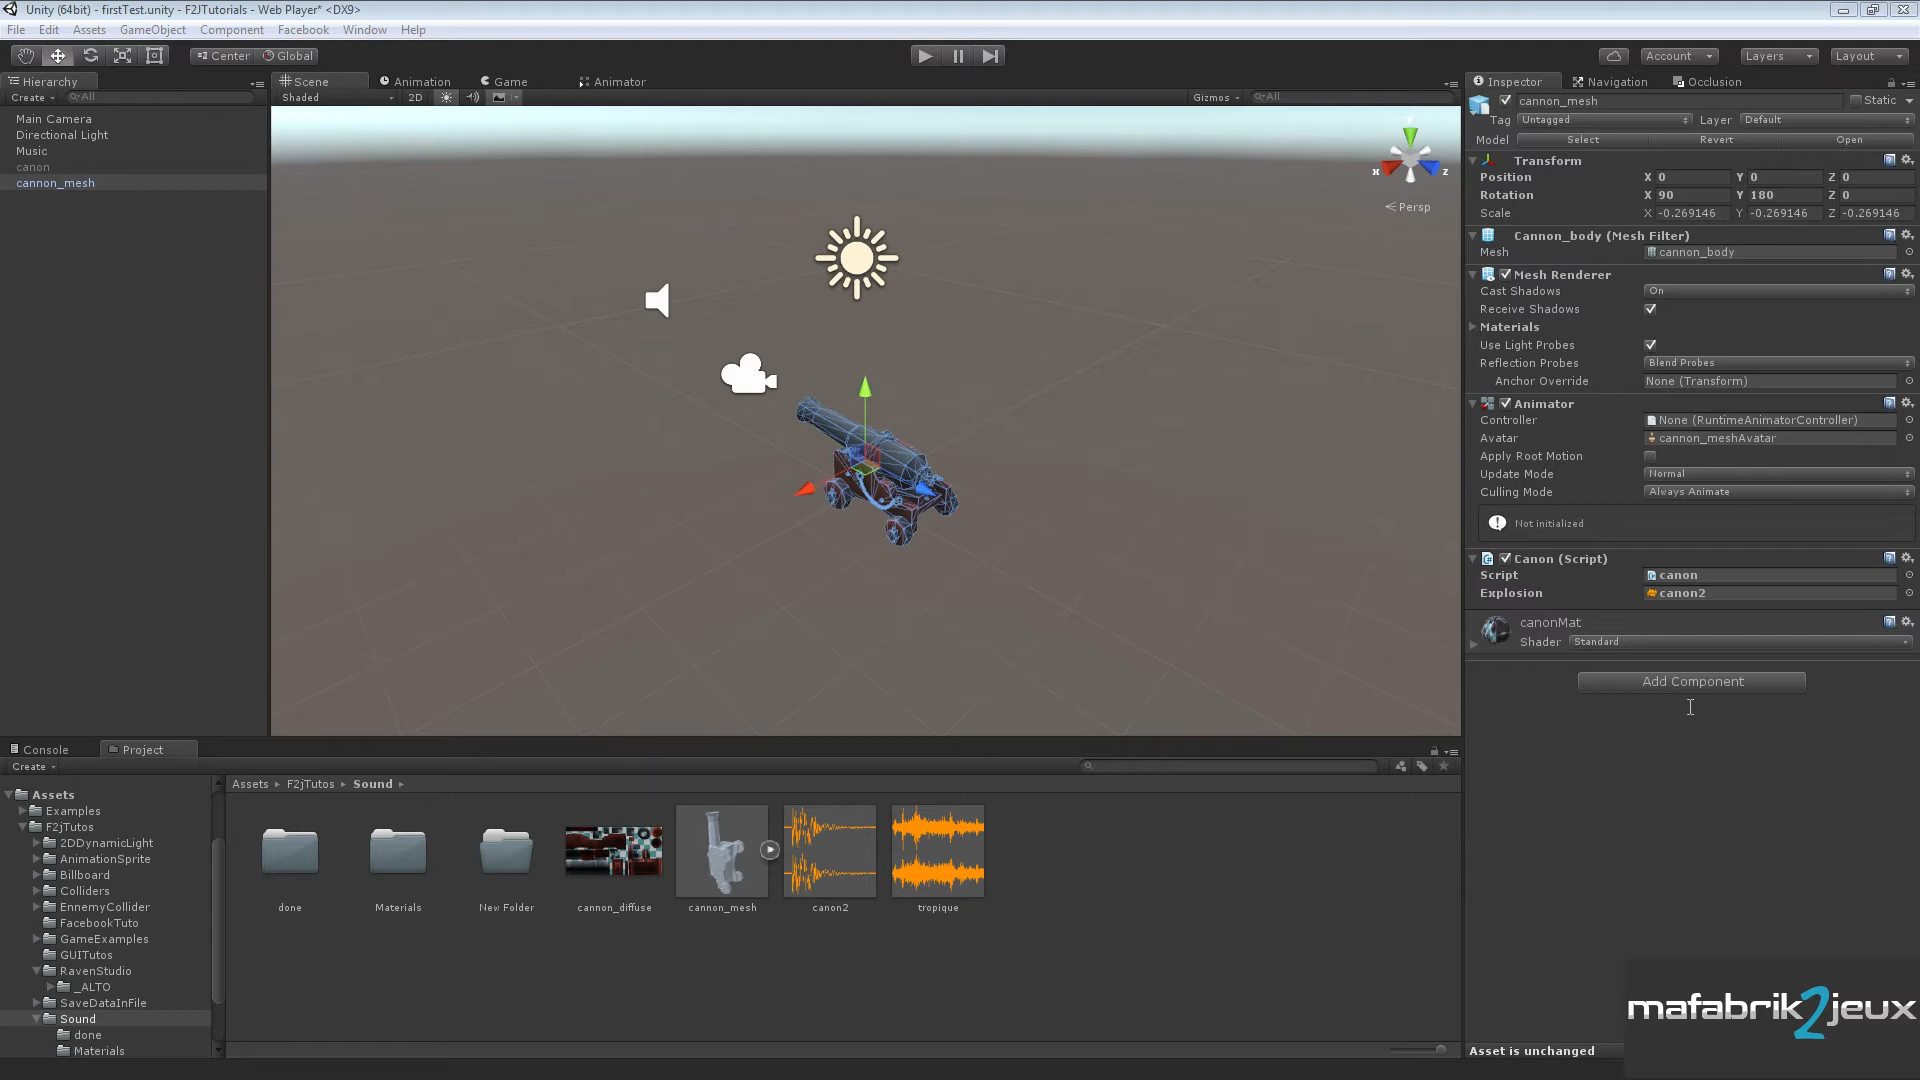 Unity (64bit) - firstTest.unity - F2JTutorials - Web Player* <DX9>
File Edit Assets GameObject Component Facebook Window Help
Center Global Account Layers Layout
Hierarchy
Create All
Main Camera
Directional Light
Music
canon
cannon_mesh
Scene Animation Game Animator
Shaded 2D Gizmos All
x z
Persp
Inspector Navigation Occlusion
cannon_mesh Static
Tag Untagged Layer Default
Model Select Revert Open
Transform
Position X 0 Y 0 Z 0
Rotation X 90 Y 180 Z 0
Scale X -0.269146 Y -0.269146 Z -0.269146
Cannon_body (Mesh Filter)
Mesh cannon_body
Mesh Renderer
Cast Shadows On
Receive Shadows
Materials
Use Light Probes
Reflection Probes Blend Probes
Anchor Override None (Transform)
Animator
Controller None (RuntimeAnimatorController)
Avatar cannon_meshAvatar
Apply Root Motion
Update Mode Normal
Culling Mode Always Animate
Not initialized
Canon (Script)
Script canon
Explosion canon2
canonMat
Shader Standard
Add Component
Console Project
Create
Assets
Examples
F2jTutos
2DDynamicLight
AnimationSprite
Billboard
Colliders
EnnemyCollider
FacebookTuto
GameExamples
GUITutos
RavenStudio
_ALTO
SaveDataInFile
Sound
done
Materials
Assets F2jTutos Sound
done Materials New Folder cannon_diffuse cannon_mesh canon2 tropique
mafabrik2jeux
Asset is unchanged